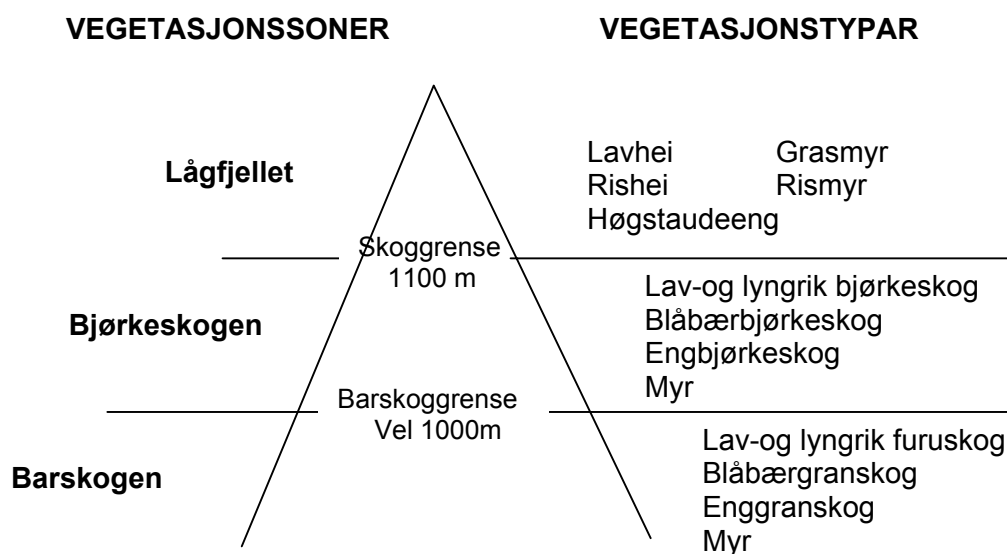 VEGETASJONSSONER
VEGETASJONSTYPAR
Lågfjellet
Lavhei Grasmyr
Rishei Rismyr
Høgstaudeeng
Skoggrense
1100 m
Bjørkeskogen
Lav-og lyngrik bjørkeskog
Blåbærbjørkeskog
Engbjørkeskog
Myr
Barskoggrense
Vel 1000m
Barskogen
Lav-og lyngrik furuskog
Blåbærgranskog
Enggranskog
Myr